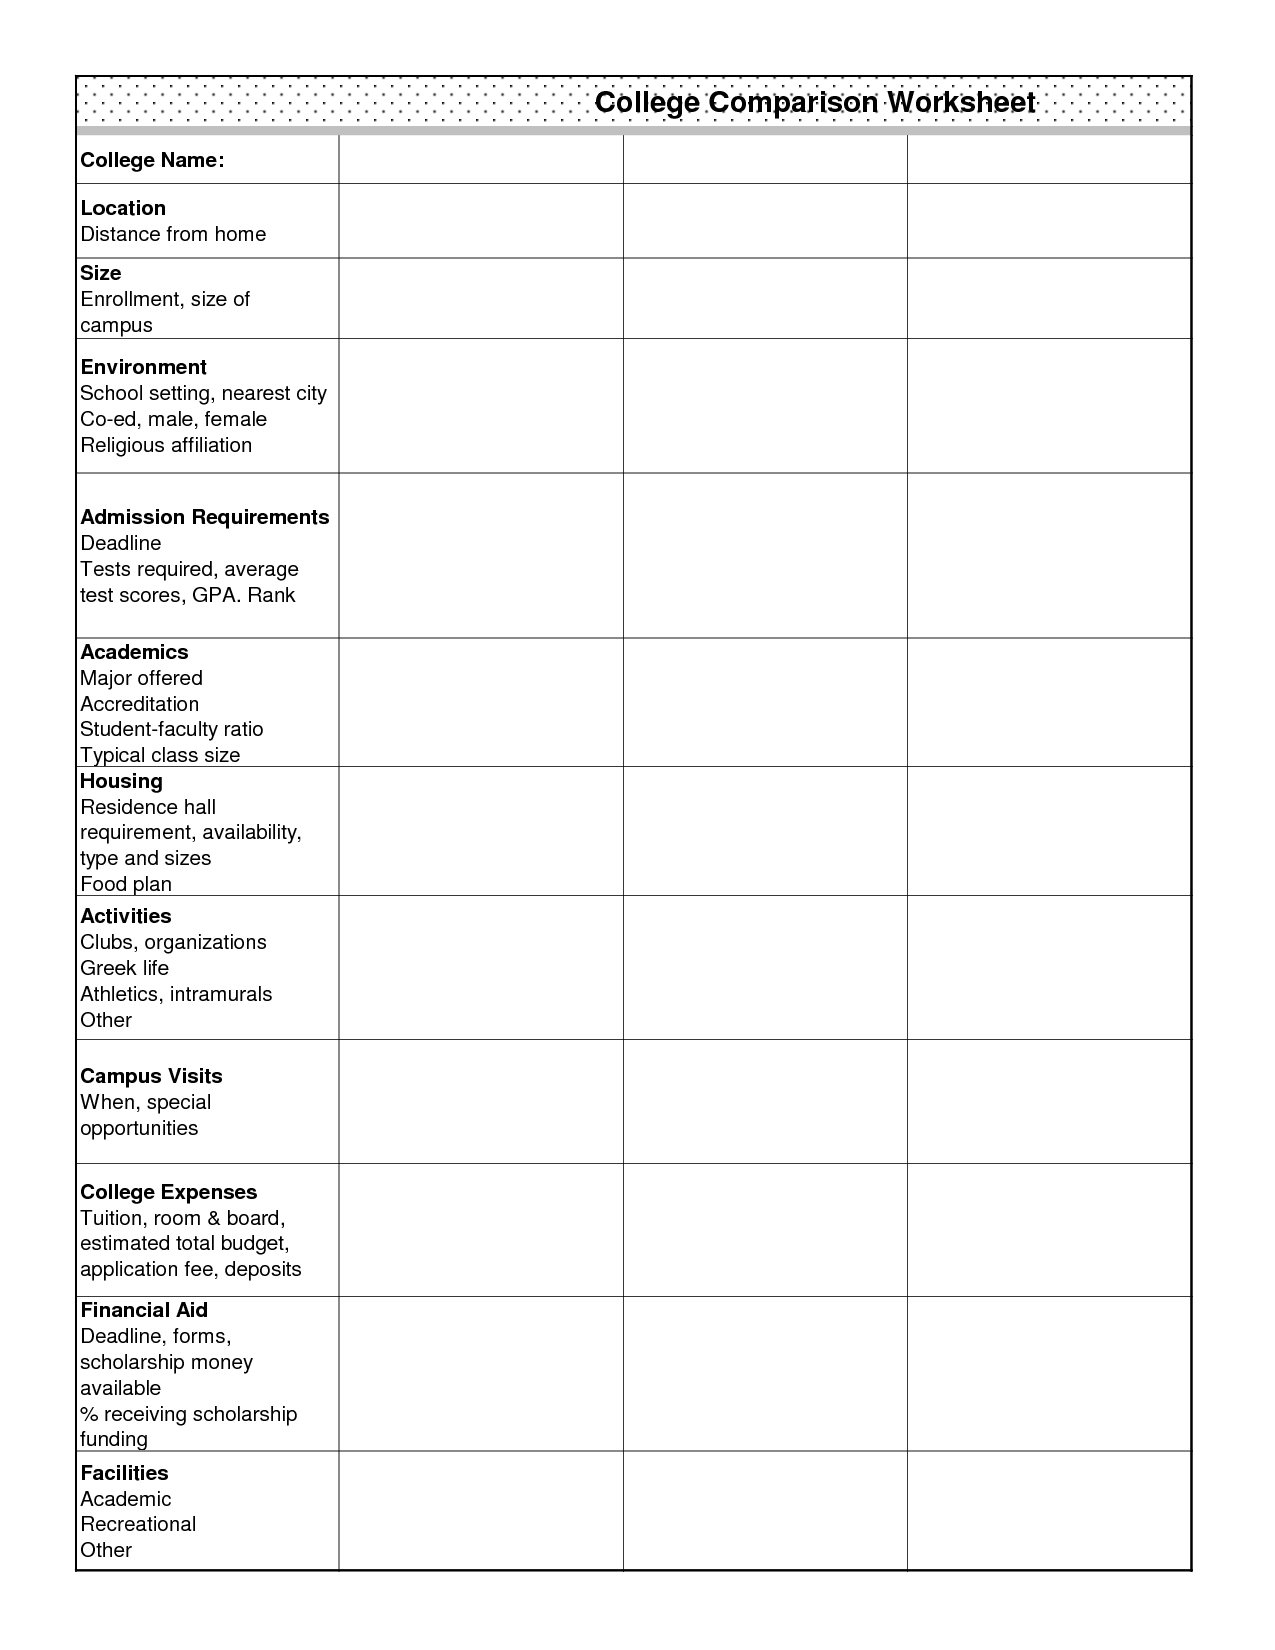 College Comparison Worksheet
College Name:
Location
Distance from home
Size
Enrollment, size of
campus
Environment
School setting, nearest city
Co-ed, male, female
Religious affiliation
Admission Requirements
Deadline
Tests required, average
test scores, GPA. Rank
Academics
Major offered
Accreditation
Student-faculty ratio
Typical class size
Housing
Residence hall
requirement, availability,
type and sizes
Food plan
Activities
Clubs, organizations
Greek life
Athletics, intramurals
Other
Campus Visits
When, special
opportunities
College Expenses
Tuition, room & board,
estimated total budget,
application fee, deposits
Financial Aid
Deadline, forms,
scholarship money
available
% receiving scholarship
funding
Facilities
Academic
Recreational
Other